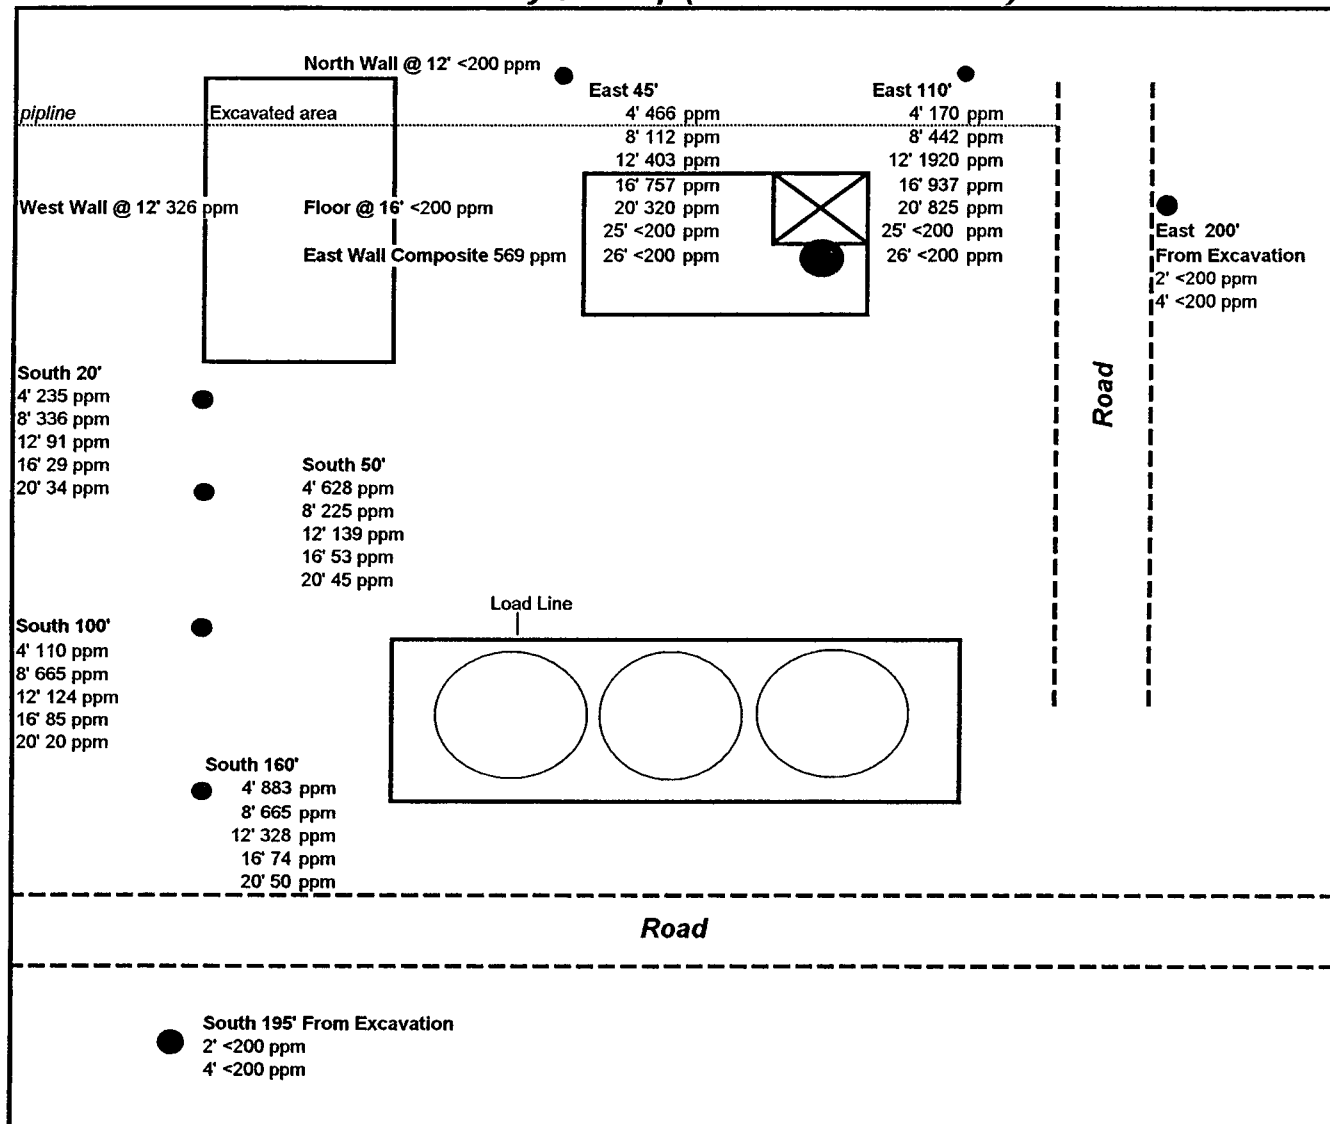 North Wall @ 12' <200 ppm
pipline
Excavated area
West Wall @ 12' 326 ppm
Floor @ 16' <200 ppm
East Wall Composite 569 ppm
East 45'
4' 466 ppm
8' 112 ppm
12' 403 ppm
16' 757 ppm
20' 320 ppm
25' <200 ppm
26' <200 ppm
East 110'
4' 170 ppm
8' 442 ppm
12' 1920 ppm
16' 937 ppm
20' 825 ppm
25' <200 ppm
26' <200 ppm
East 200'
From Excavation
2' <200 ppm
4' <200 ppm
Road
South 20'
4' 235 ppm
8' 336 ppm
12' 91 ppm
16' 29 ppm
20' 34 ppm
South 50'
4' 628 ppm
8' 225 ppm
12' 139 ppm
16' 53 ppm
20' 45 ppm
Load Line
South 100'
4' 110 ppm
8' 665 ppm
12' 124 ppm
16' 85 ppm
20' 20 ppm
South 160'
4' 883 ppm
8' 665 ppm
12' 328 ppm
16' 74 ppm
20' 50 ppm
Road
South 195' From Excavation
2' <200 ppm
4' <200 ppm